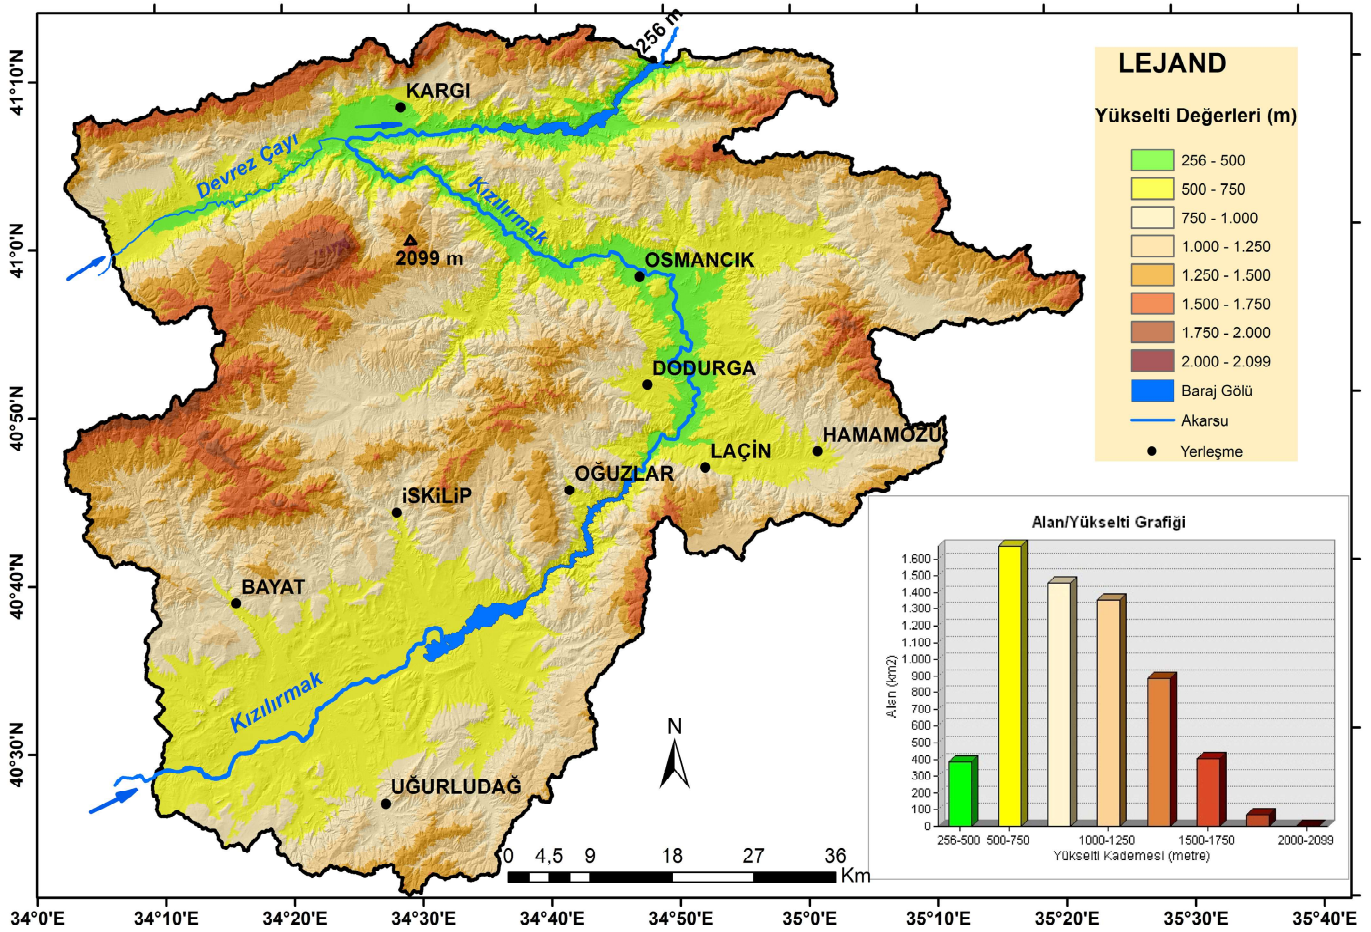 256 m
KARGI
Devrez Çayı
Kızılırmak
2099 m
OSMANCIK
DODURGA
HAMAMÖZÜ
LAÇİN
OĞUZLAR
iSKiLiP
BAYAT
Kızılırmak
UĞURLUDAĞ
N
0 4,5 9 18 27 36
Km
41°10'N
41°0'N
40°50'N
40°40'N
40°30'N
34°0'E 34°10'E 34°20'E 34°30'E 34°40'E 34°50'E 35°0'E 35°10'E 35°20'E 35°30'E 35°40'E
LEJAND
Yükselti Değerleri (m)
256 - 500
500 - 750
750 - 1.000
1.000 - 1.250
1.250 - 1.500
1.500 - 1.750
1.750 - 2.000
2.000 - 2.099
Baraj Gölü
Akarsu
Yerleşme
Alan/Yükselti Grafiği
Alan (km2)
1.600
1.500
1.400
1.300
1.200
1.100
1.000
900
800
700
600
500
400
300
200
100
0
256-500 500-750 1000-1250 1500-1750 2000-2099
Yükselti Kademesi (metre)